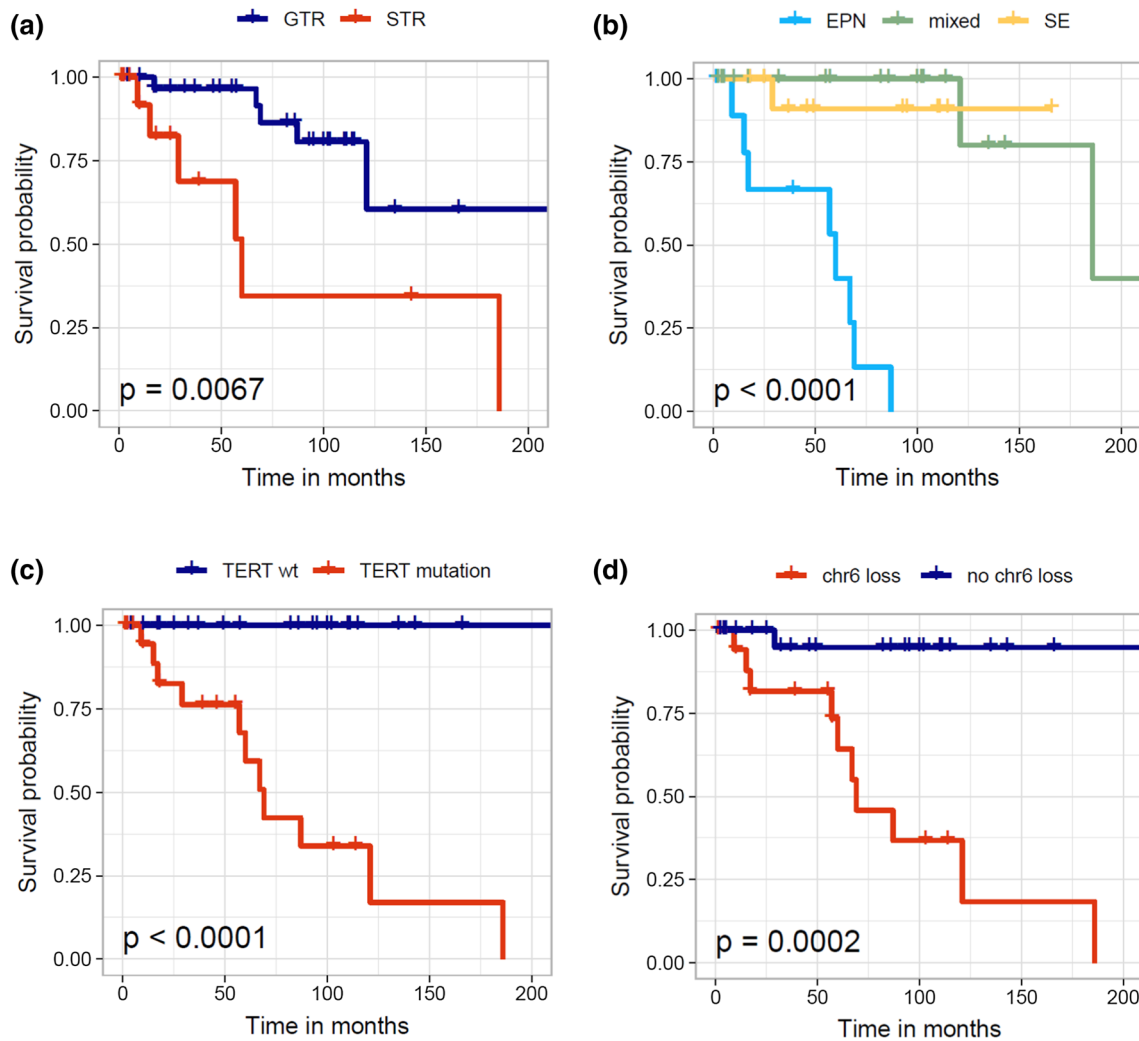 (a)
GTR STR
Survival probability
1.00
0.75
0.50
0.25
0.00
p = 0.0067
0 50 100 150 200
Time in months
(b)
EPN mixed SE
Survival probability
1.00
0.75
0.50
0.25
0.00
p < 0.0001
0 50 100 150 200
Time in months
(c)
TERT wt TERT mutation
Survival probability
1.00
0.75
0.50
0.25
0.00
p < 0.0001
0 50 100 150 200
Time in months
(d)
chr6 loss no chr6 loss
Survival probability
1.00
0.75
0.50
0.25
0.00
p = 0.0002
0 50 100 150 200
Time in months